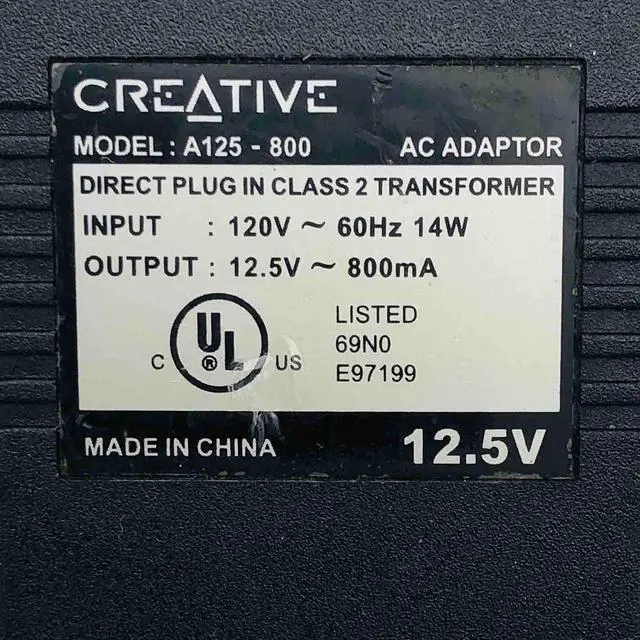 CREATIVE
MODEL : A125 - 800 AC ADAPTOR
DIRECT PLUG IN CLASS 2 TRANSFORMER
INPUT : 120V ~ 60Hz 14W
OUTPUT : 12.5V ~ 800mA
C UL ® US
LISTED
69N0
E97199
MADE IN CHINA 12.5V